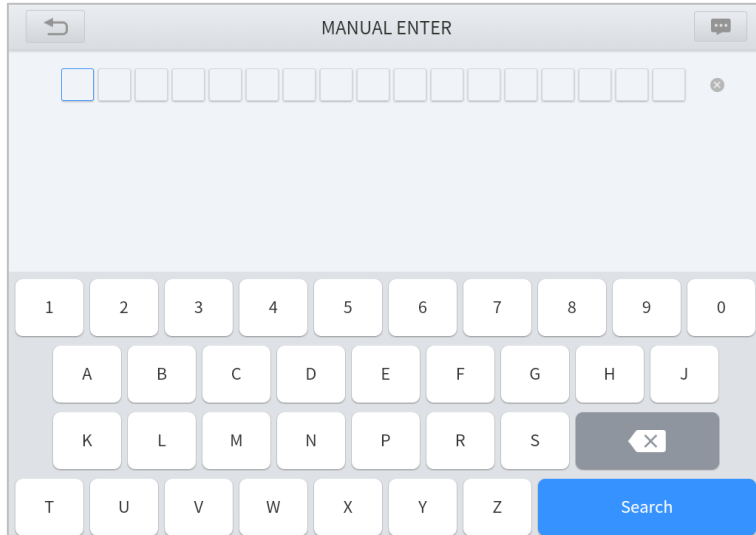 MANUAL ENTER
1 2 3 4 5 6 7 8 9 0
A B C D E F G H J
K L M N P R S
T U V W X Y Z Search